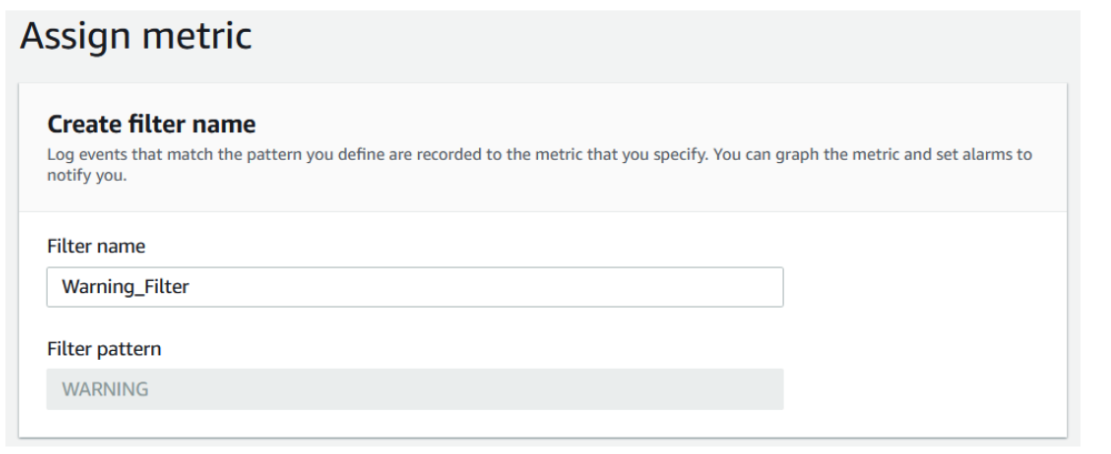 Assign metric
Create filter name
Log events that match the pattern you define are recorded to the metric that you specify. You can graph the metric and set alarms to
notify you.
Filter name
Warning_Filter
Filter pattern
WARNING